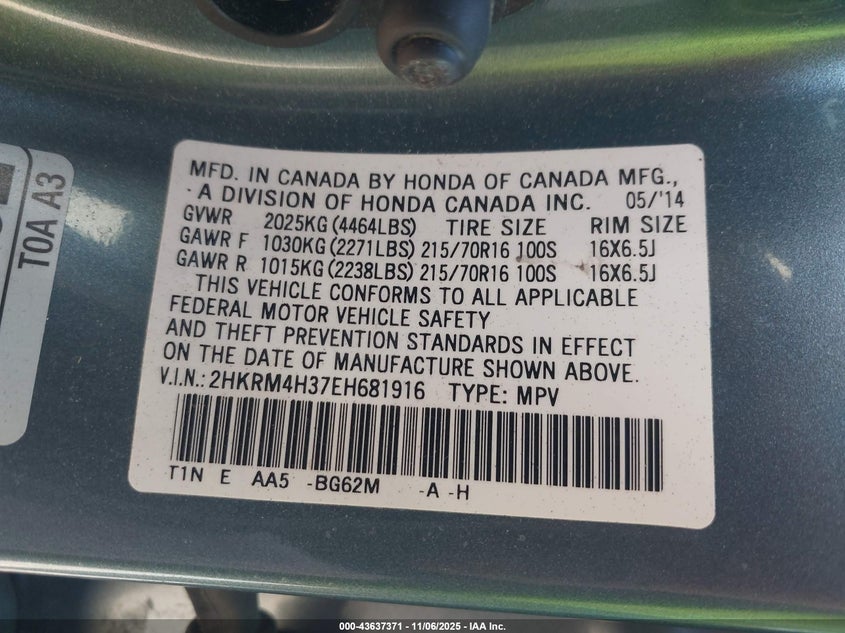 MFD. IN CANADA BY HONDA OF CANADA MFG.,
A DIVISION OF HONDA CANADA INC. 05/'14
GVWR 2025KG (4464LBS) TIRE SIZE RIM SIZE
GAWR F 1030KG (2271LBS) 215/70R16 100S 16X6.5J
GAWR R 1015KG (2238LBS) 215/70R16 100S 16X6.5J
THIS VEHICLE CONFORMS TO ALL APPLICABLE
FEDERAL MOTOR VEHICLE SAFETY
AND THEFT PREVENTION STANDARDS IN EFFECT
ON THE DATE OF MANUFACTURE SHOWN ABOVE.
V.I.N.: 2HKRM4H37EH681916 TYPE: MPV
T1N E AA5 -BG62M -A -H
T0A A3
000-43637371 | 11/06/2025 - IAA Inc.